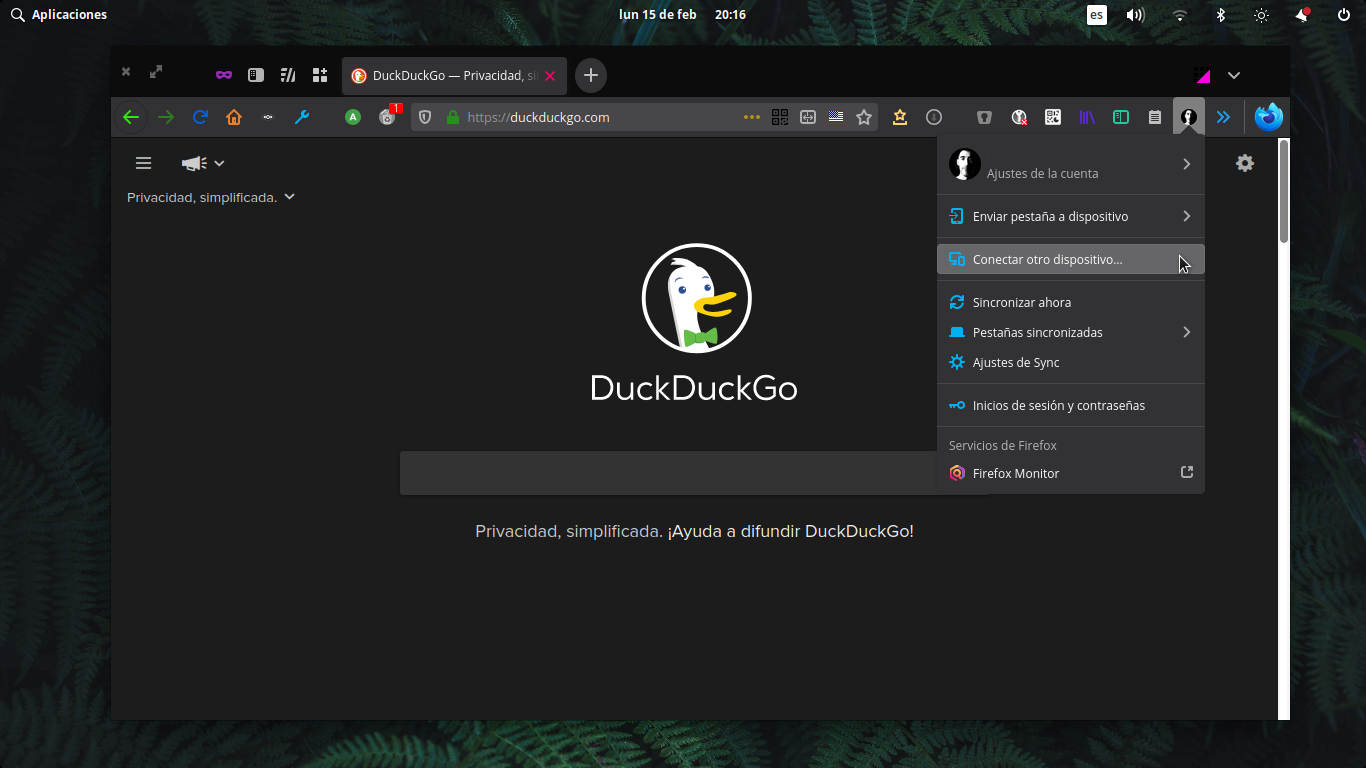 Aplicaciones
lun 15 de feb 20:16
es
DuckDuckGo — Privacidad, si
A
1
https://duckduckgo.com
Privacidad, simplificada.
DuckDuckGo
Privacidad, simplificada. ¡Ayuda a difundir DuckDuckGo!
Ajustes de la cuenta
Enviar pestaña a dispositivo
Conectar otro dispositivo...
Sincronizar ahora
Pestañas sincronizadas
Ajustes de Sync
Inicios de sesión y contraseñas
Servicios de Firefox
Firefox Monitor